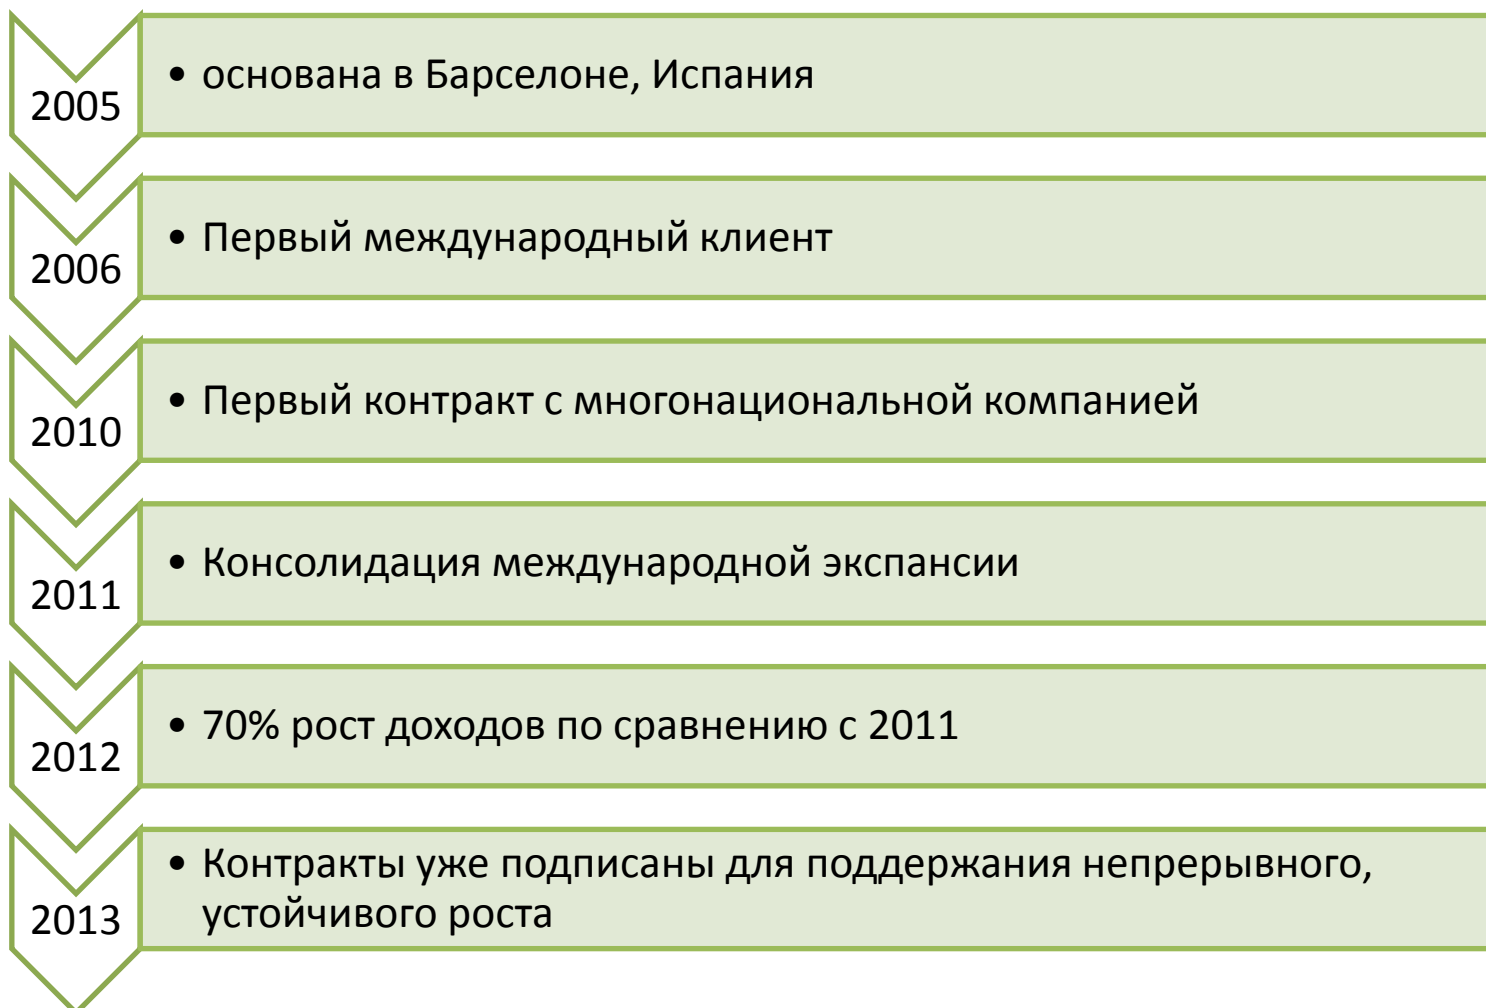 2005
• основана в Барселоне, Испания
2006
• Первый международный клиент
2010
• Первый контракт с многонациональной компанией
2011
• Консолидация международной экспансии
2012
• 70% рост доходов по сравнению с 2011
2013
• Контракты уже подписаны для поддержания непрерывного,
устойчивого роста